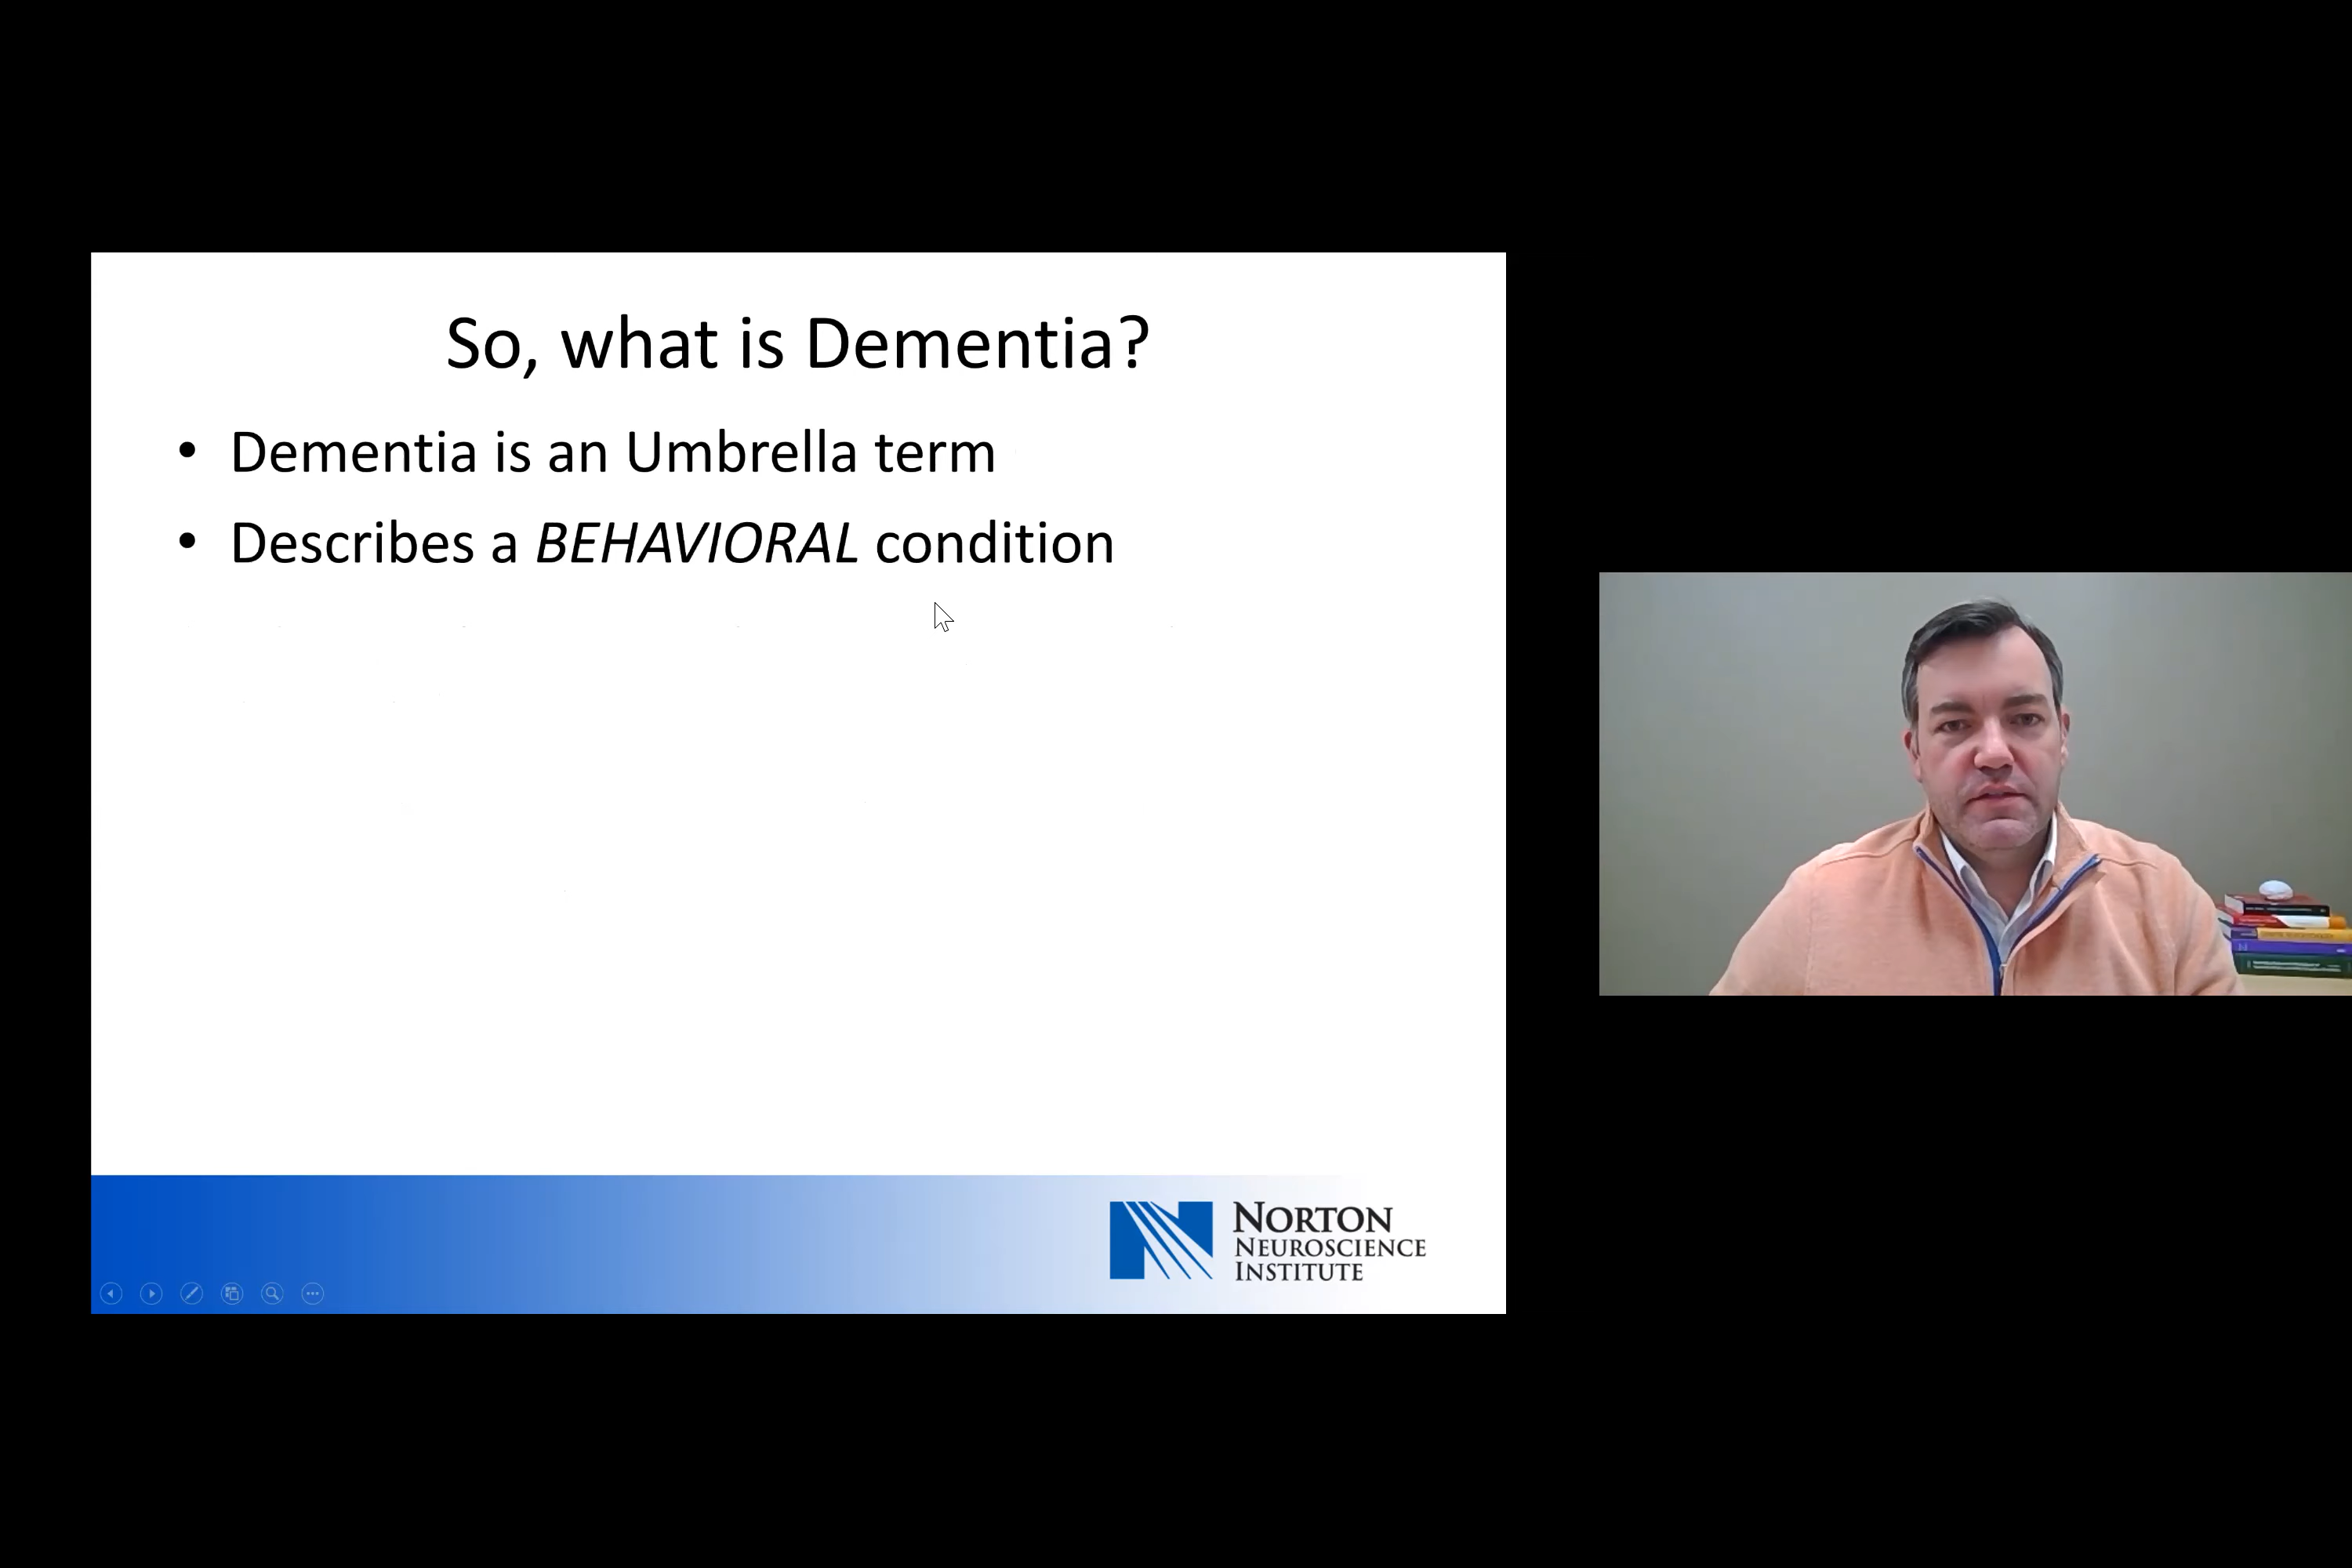 So, what is Dementia?
• Dementia is an Umbrella term
• Describes a BEHAVIORAL condition
NORTON
NEUROSCIENCE
INSTITUTE